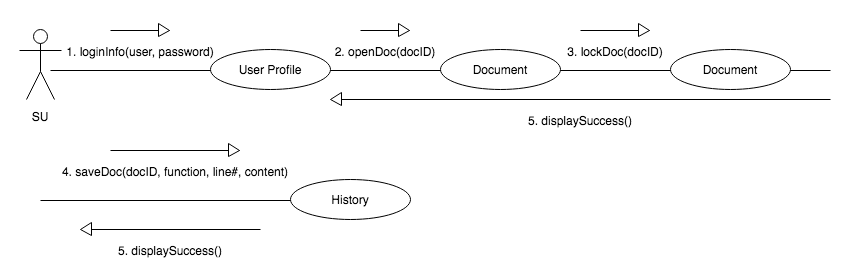 1. loginInfo(user, password)
2. openDoc(docID)
3. lockDoc(docID)
User Profile
Document
Document
SU
5. displaySuccess()
4. saveDoc(docID, function, line#, content)
History
5. displaySuccess()